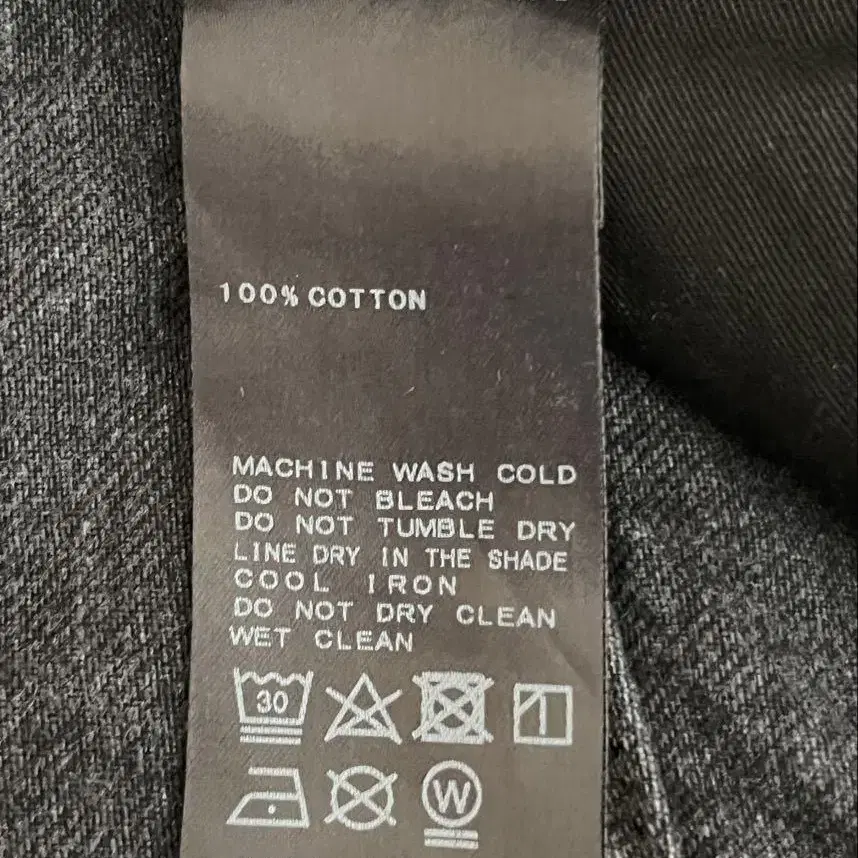 100% COTTON
MACHINE WASH COLD
DO NOT BLEACH
DO NOT TUMBLE DRY
LINE DRY IN THE SHADE
COOL IRON
DO NOT DRY CLEAN
WET CLEAN
30
W